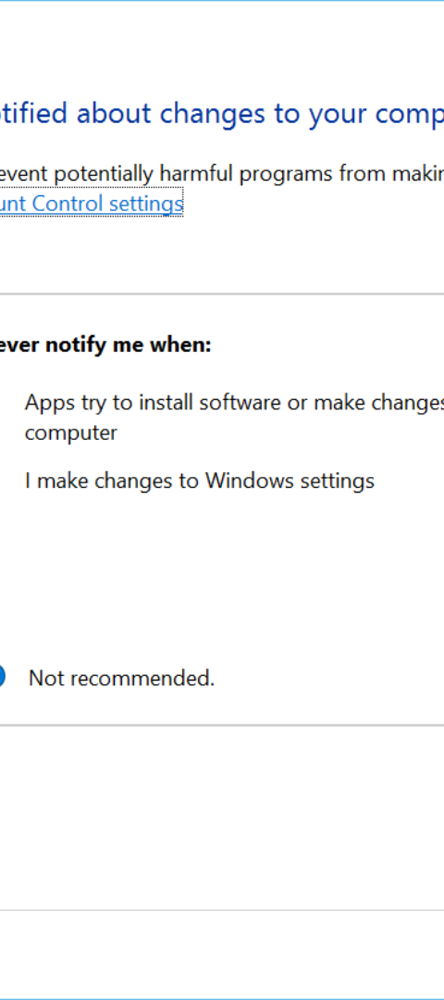 tified about changes to your comp
event potentially harmful programs from makin
unt Control settings
ever notify me when:
Apps try to install software or make changes
computer
I make changes to Windows settings
Not recommended.